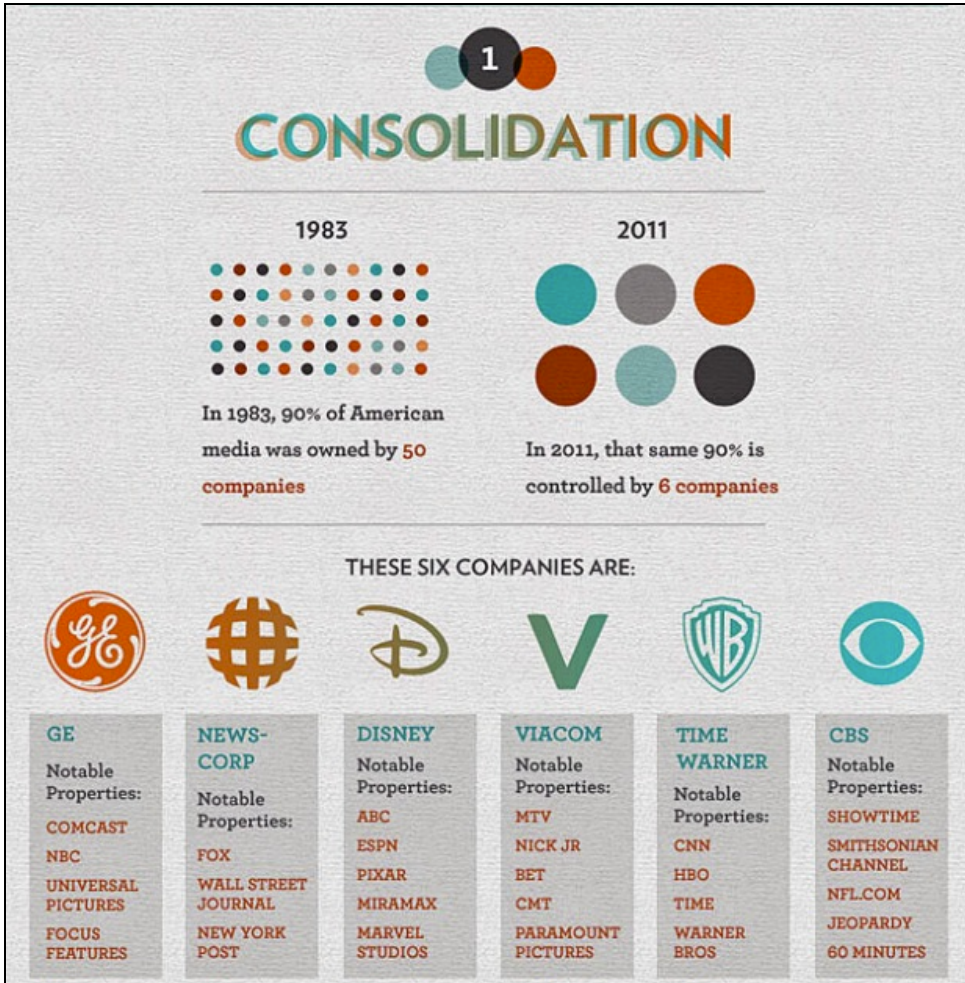 1
CONSOLIDATION
1983
In 1983, 90% of American
media was owned by 50
companies
2011
In 2011, that same 90% is
controlled by 6 companies
THESE SIX COMPANIES ARE:
GE
GE
Notable
Properties:
COMCAST
NBC
UNIVERSAL
PICTURES
FOCUS
FEATURES
NEWS-
CORP
Notable
Properties:
FOX
WALL STREET
JOURNAL
NEW YORK
POST
D
DISNEY
Notable
Properties:
ABC
ESPN
PIXAR
MIRAMAX
MARVEL
STUDIOS
V
VIACOM
Notable
Properties:
MTV
NICK JR
BET
CMT
PARAMOUNT
PICTURES
WB
TIME
WARNER
Notable
Properties:
CNN
HBO
TIME
WARNER
BROS
CBS
Notable
Properties:
SHOWTIME
SMITHSONIAN
CHANNEL
NFL.COM
JEOPARDY
60 MINUTES